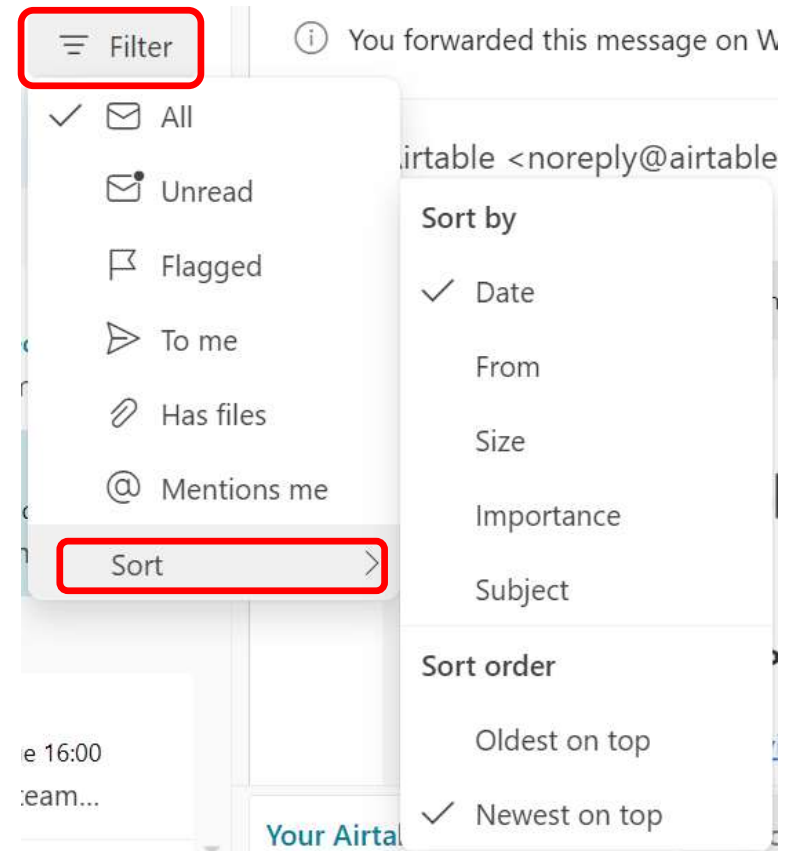 Filter
You forwarded this message on W
All
irtable <noreply@airtable
Unread
Flagged
To me
Has files
@ Mentions me
Sort
Sort by
Date
From
Size
Importance
Subject
Sort order
Oldest on top
Newest on top
e 16:00
team...
Your Airtal